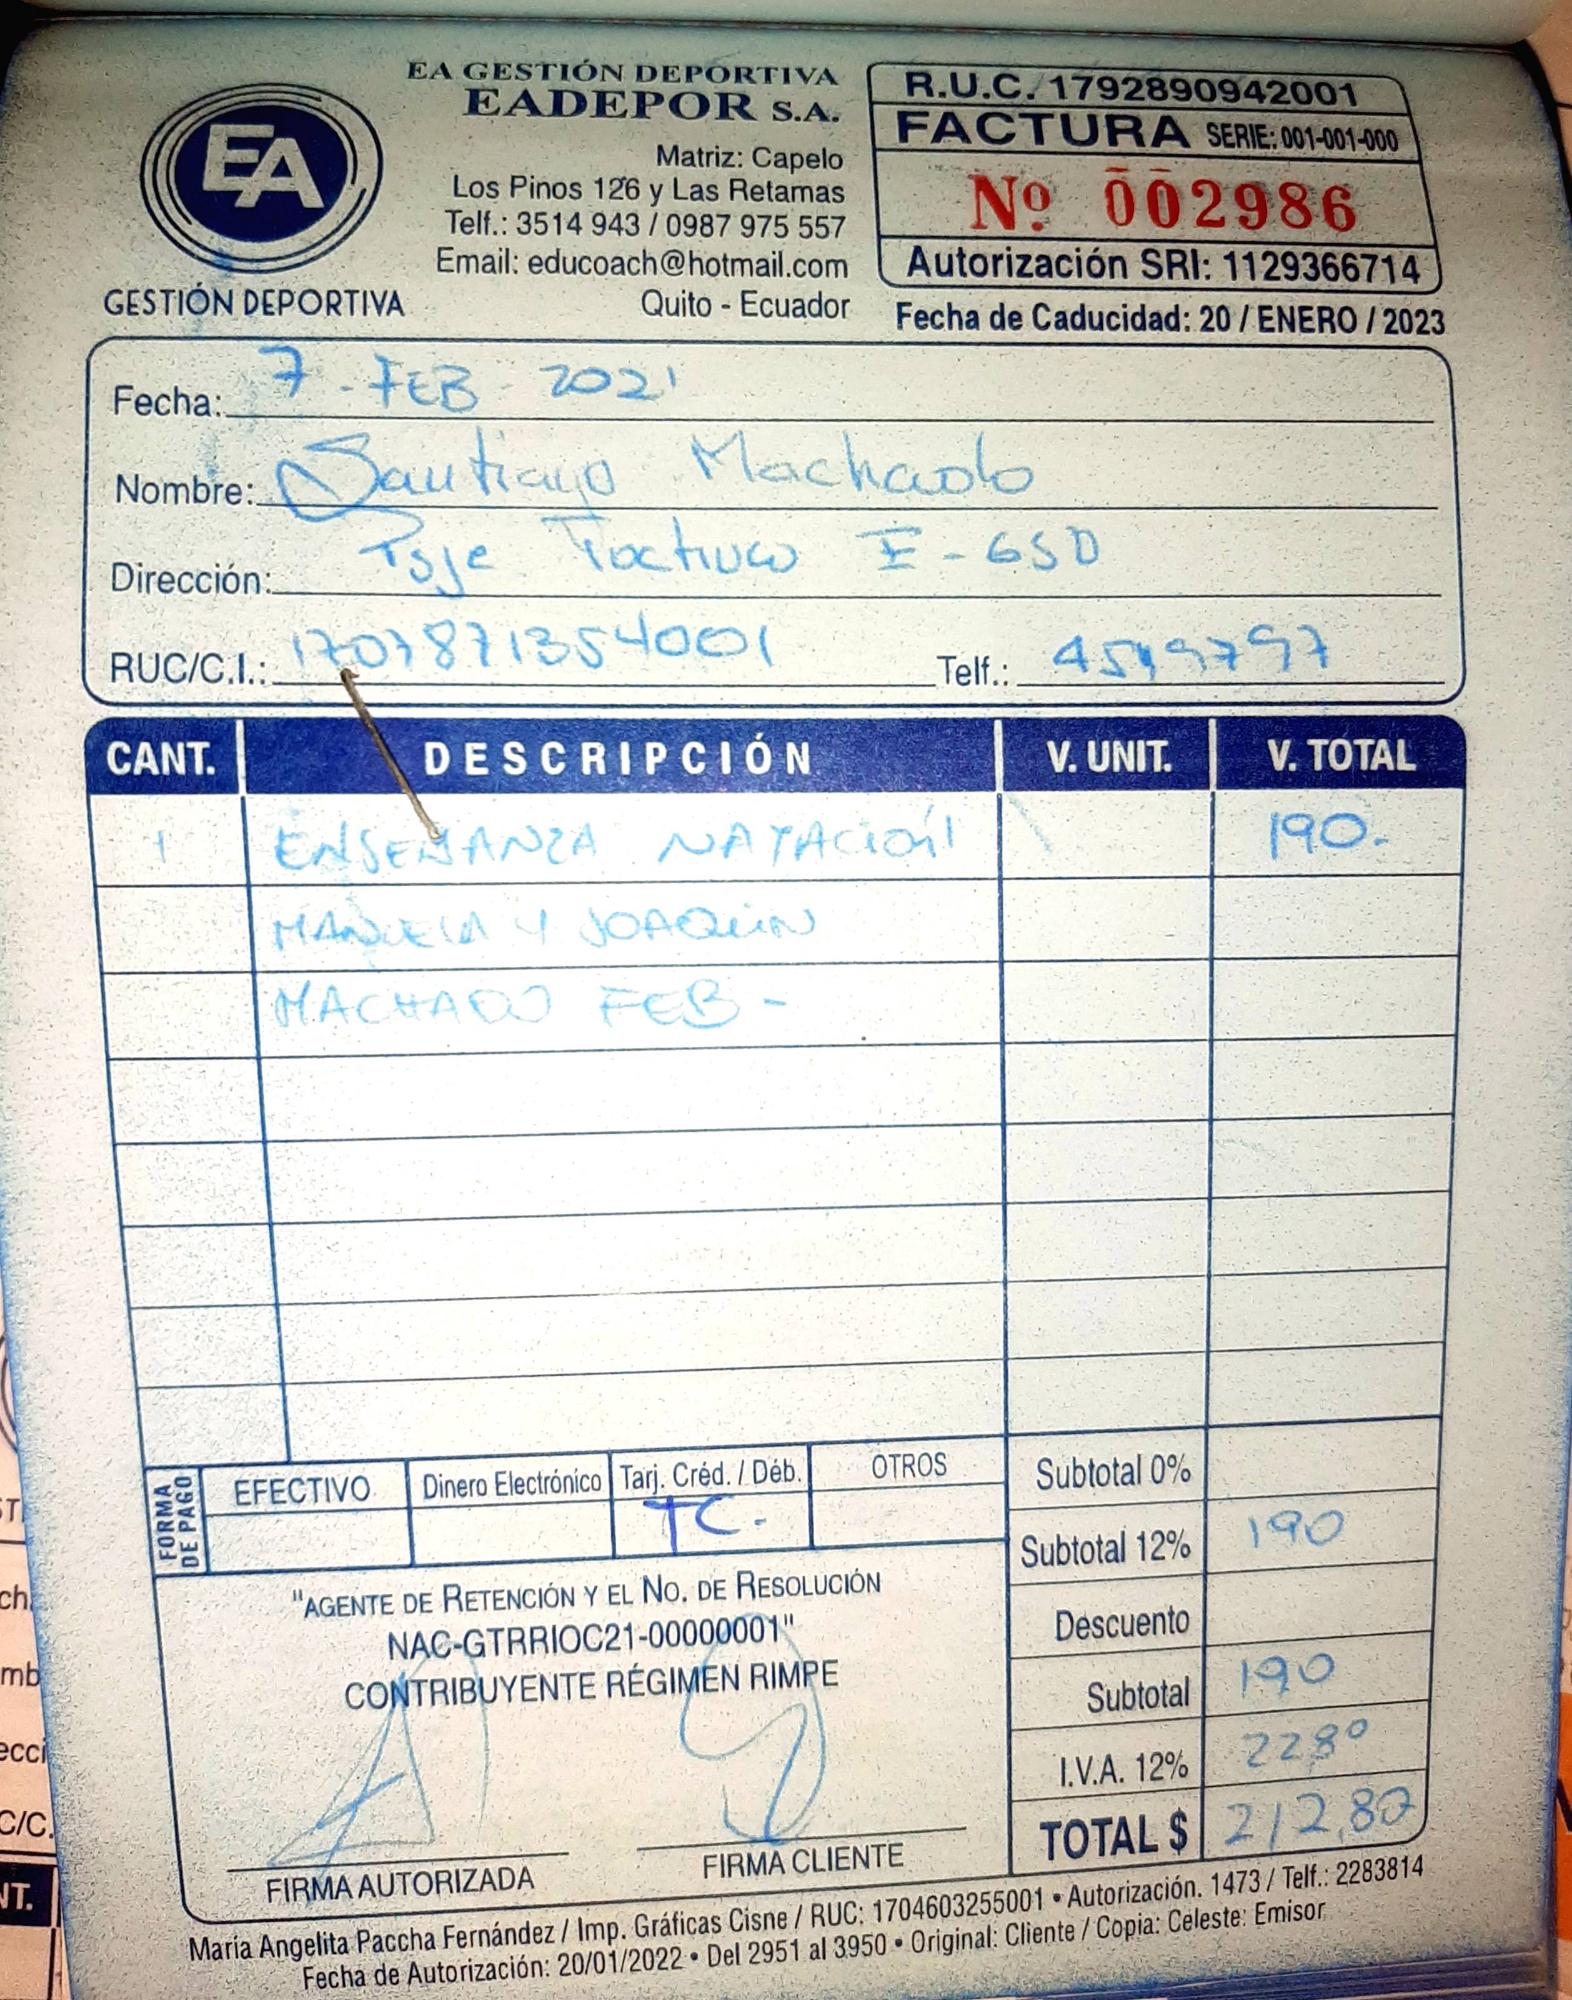 EA GESTIÓN DEPORTIVA
EADEPOR S.A.
EA
GESTIÓN DEPORTIVA
Matriz: Capelo
Los Pinos 126 y Las Retamas
Telf.: 3514 943 / 0987 975 557
Email: educoach@hotmail.com
Quito - Ecuador
R.U.C. 1792890942001
FACTURA SERIE: 001-001-000
Nº 002986
Autorización SRI: 1129366714
Fecha de Caducidad: 20 / ENERO / 2023
Fecha: 7 - FEB - 2021
Nombre: Santiago Machado
Dirección: Psje I - 65D
RUC/C.I.: 1707871354001 Telf.: 4549797
CANT. DESCRIPCIÓN V. UNIT. V. TOTAL
1 ENSEÑANZA NATACIÓN 190.-
MANUELA Y JOAQUIN
MACHADO FEB -
FORMA DE PAGO
EFECTIVO Dinero Electrónico Tarj. Créd. / Déb. OTROS
TC.
Subtotal 0%
Subtotal 12% 190
Descuento
Subtotal 190
I.V.A. 12% 2280
TOTAL $ 212,80
"AGENTE DE RETENCIÓN Y EL NO. DE RESOLUCIÓN
NAC-GTRRIOC21-00000001"
CONTRIBUYENTE RÉGIMEN RIMPE
FIRMA AUTORIZADA FIRMA CLIENTE
María Angelita Paccha Fernández / Imp. Gráficas Cisne / RUC: 1704603255001 • Autorización. 1473 / Telf.: 2283814
Fecha de Autorización: 20/01/2022 • Del 2951 al 3950 • Original: Cliente / Copia: Celeste: Emisor